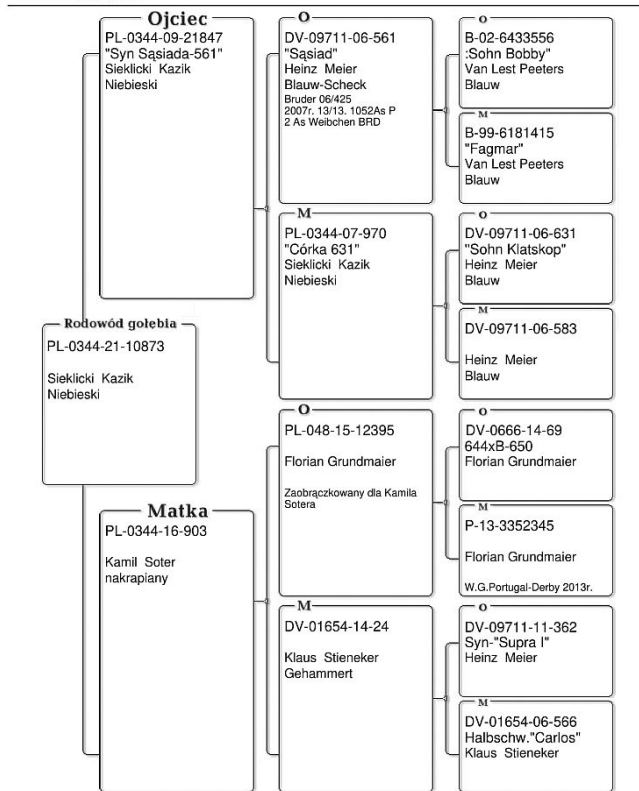 Ojciec
PL-0344-09-21847
"Syn Sąsiada-561"
Sieklicki Kazik
Niebieski
O
DV-09711-06-561
"Sąsiad"
Heinz Meier
Blauw-Scheck
Bruder 06/425
2007r. 13/13. 1052As P
2 As Weibchen BRD
O
B-02-6433556
:Sohn Bobby"
Van Lest Peeters
Blauw
M
B-99-6181415
"Fagmar"
Van Lest Peeters
Blauw
M
PL-0344-07-970
"Córka 631"
Sieklicki Kazik
Niebieski
O
DV-09711-06-631
"Sohn Klatskop"
Heinz Meier
Blauw
M
DV-09711-06-583
Heinz Meier
Blauw
Rodowód gołębia
PL-0344-21-10873
Sieklicki Kazik
Niebieski
Matka
PL-0344-16-903
Kamil Soter
nakrapiany
O
PL-048-15-12395
Florian Grundmaier
Zaobrączkowany dla Kamila
Sotera
O
DV-0666-14-69
644xB-650
Florian Grundmaier
M
P-13-3352345
Florian Grundmaier
W.G.Portugal-Derby 2013r.
M
DV-01654-14-24
Klaus Stieneker
Gehammert
O
DV-09711-11-362
Syn-"Supra I"
Heinz Meier
M
DV-01654-06-566
Halbschw."Carlos"
Klaus Stieneker